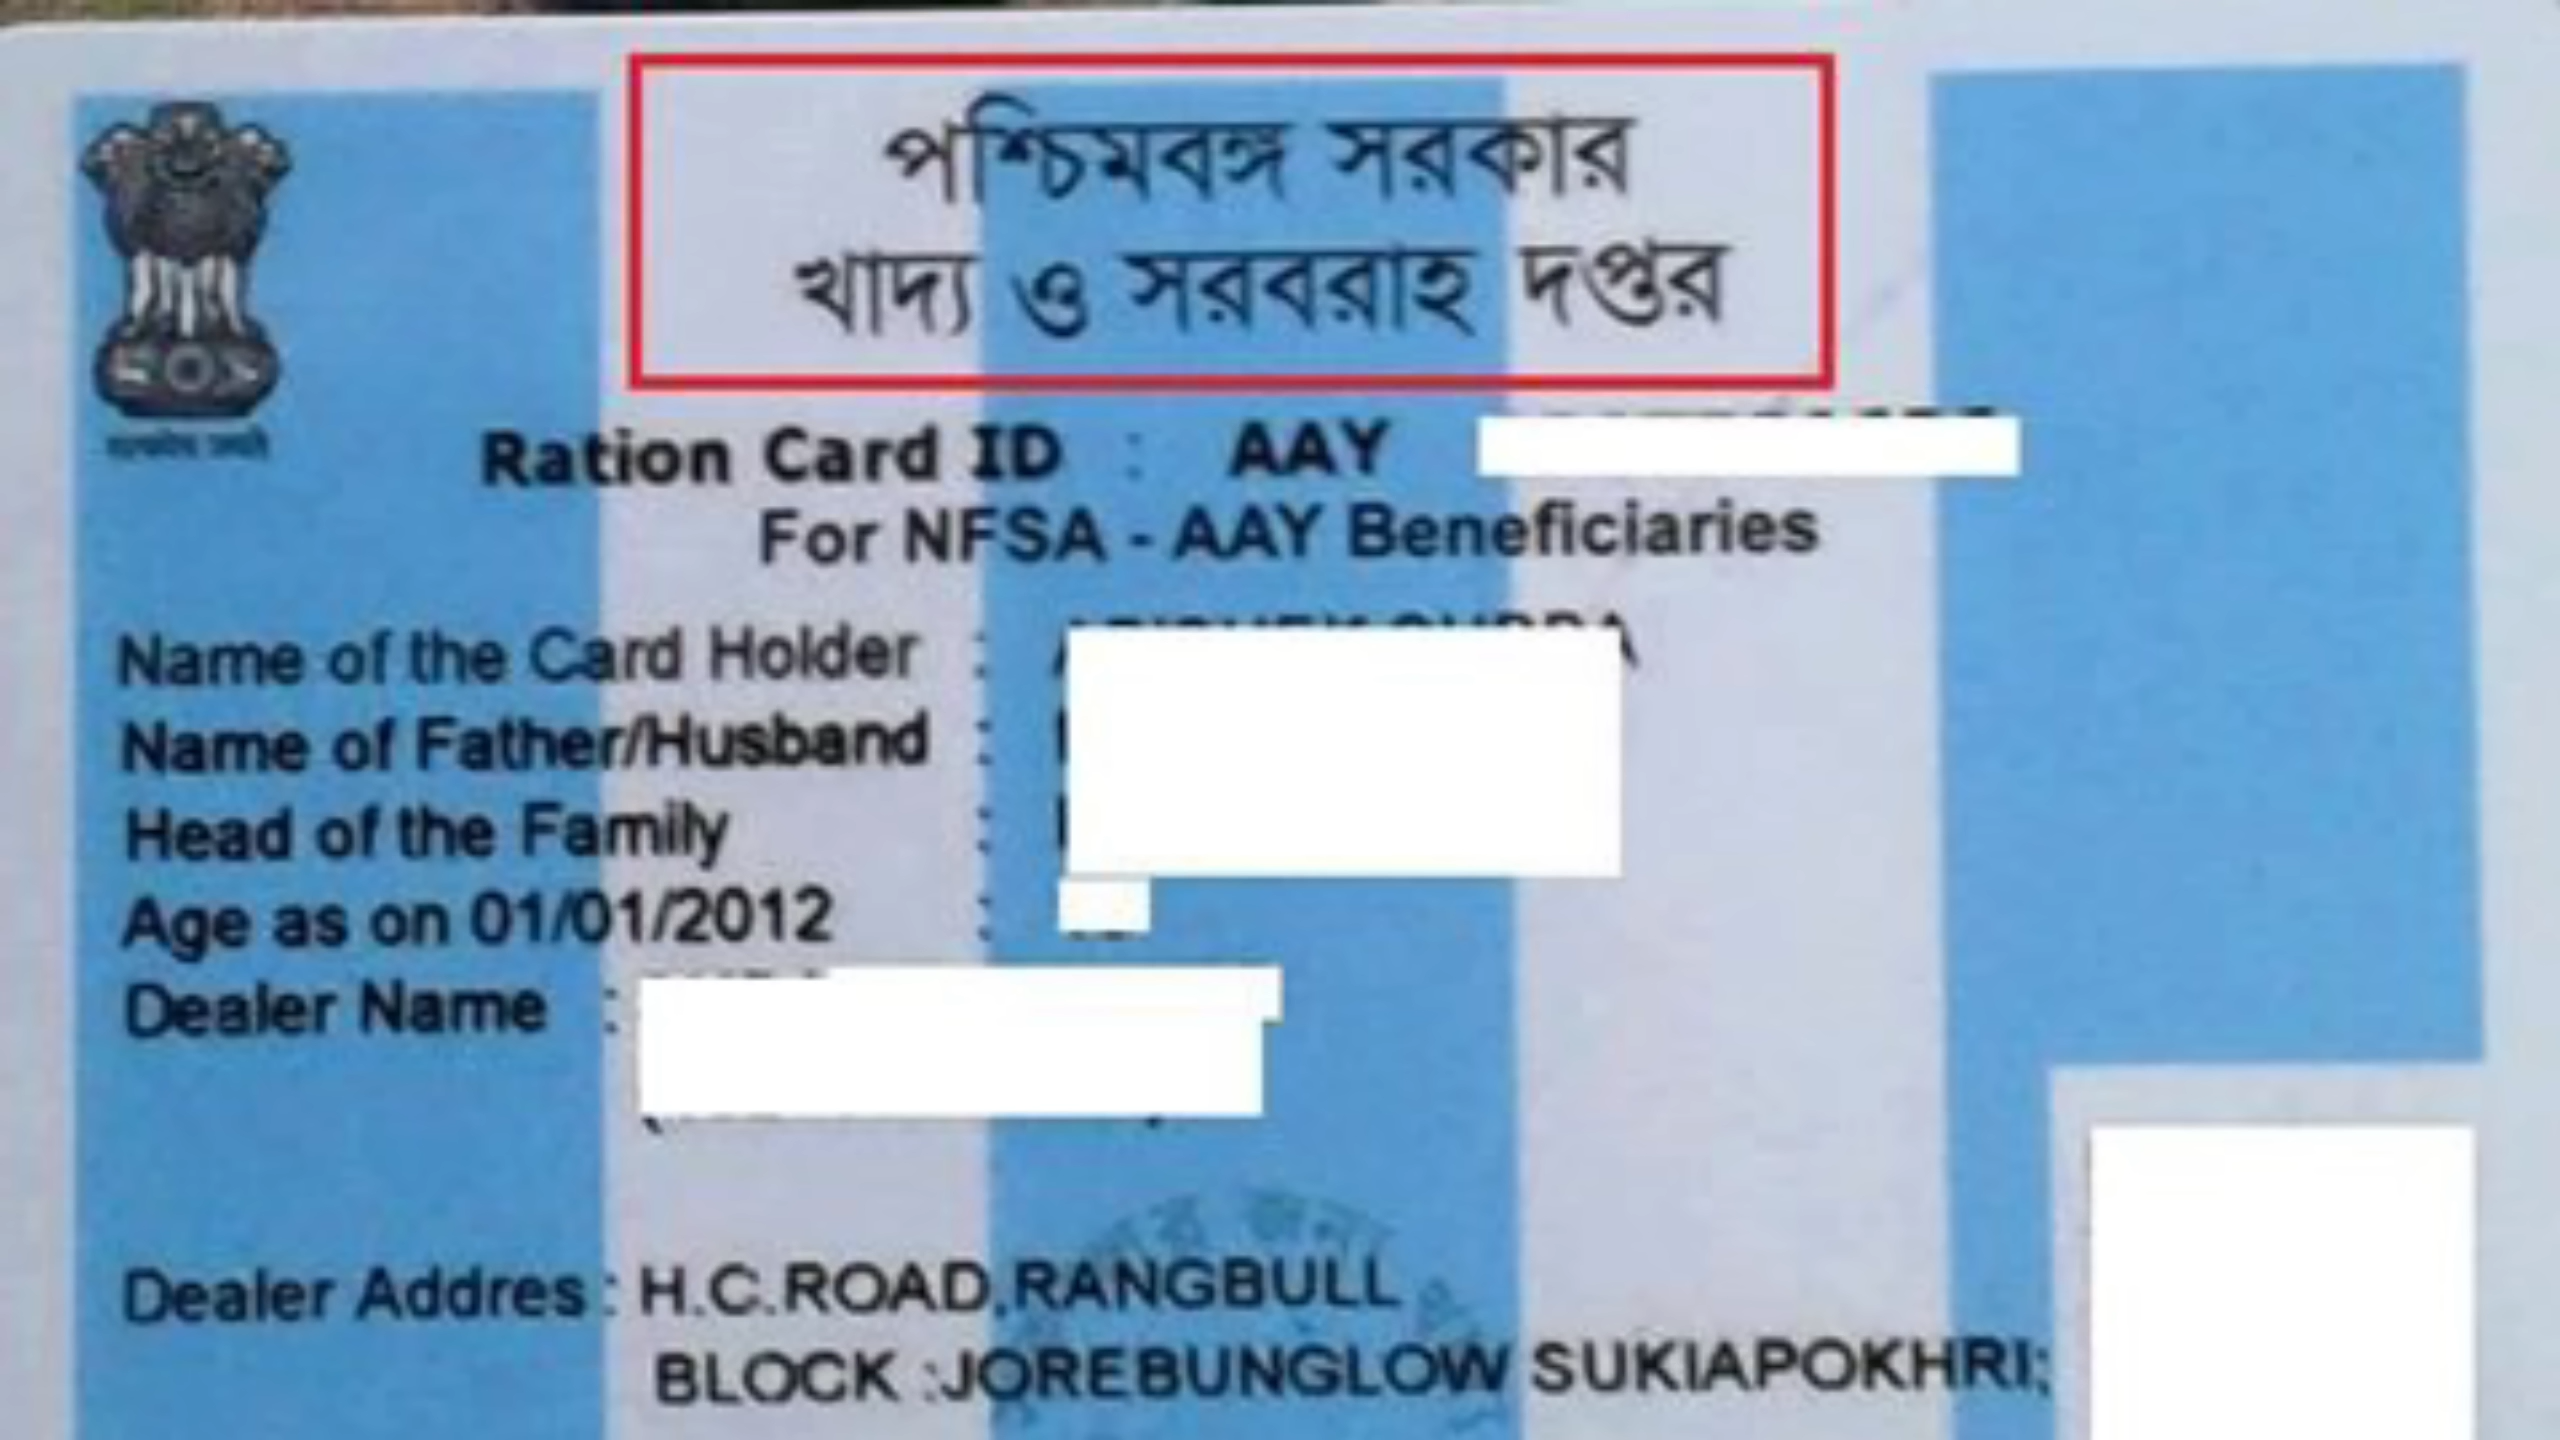 পশ্চিমবঙ্গ সরকার
খাদ্য ও সরবরাহ দপ্তর
Ration Card ID : AAY
For NFSA - AAY Beneficiaries
Name of the Card Holder :
Name of Father/Husband :
Head of the Family :
Age as on 01/01/2012 :
Dealer Name :
Dealer Addres : H.C.ROAD,RANGBULL
BLOCK :JOREBUNGLOW SUKIAPOKHRI;